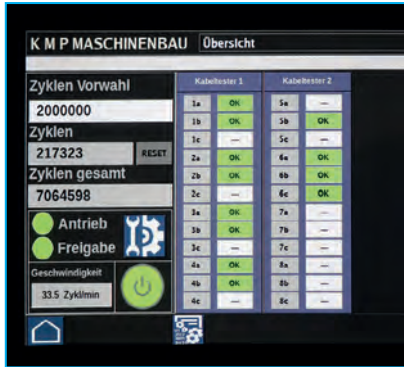 K M P MASCHINENBAU Übersicht
Zyklen Vorwahl
2000000
Zyklen
217323 RESET
Zyklen gesamt
7064598
Antrieb
Freigabe
Geschwindigkeit
33.5 Zykl/min
Kabeltester 1 Kabeltester 2
1a OK 5a —
1b OK 5b OK
1c — 5c —
2a OK 6a OK
2b OK 6b OK
2c — 6c OK
3a OK 7a —
3b OK 7b —
3c — 7c —
4a OK 8a —
4b OK 8b —
4c — 8c —